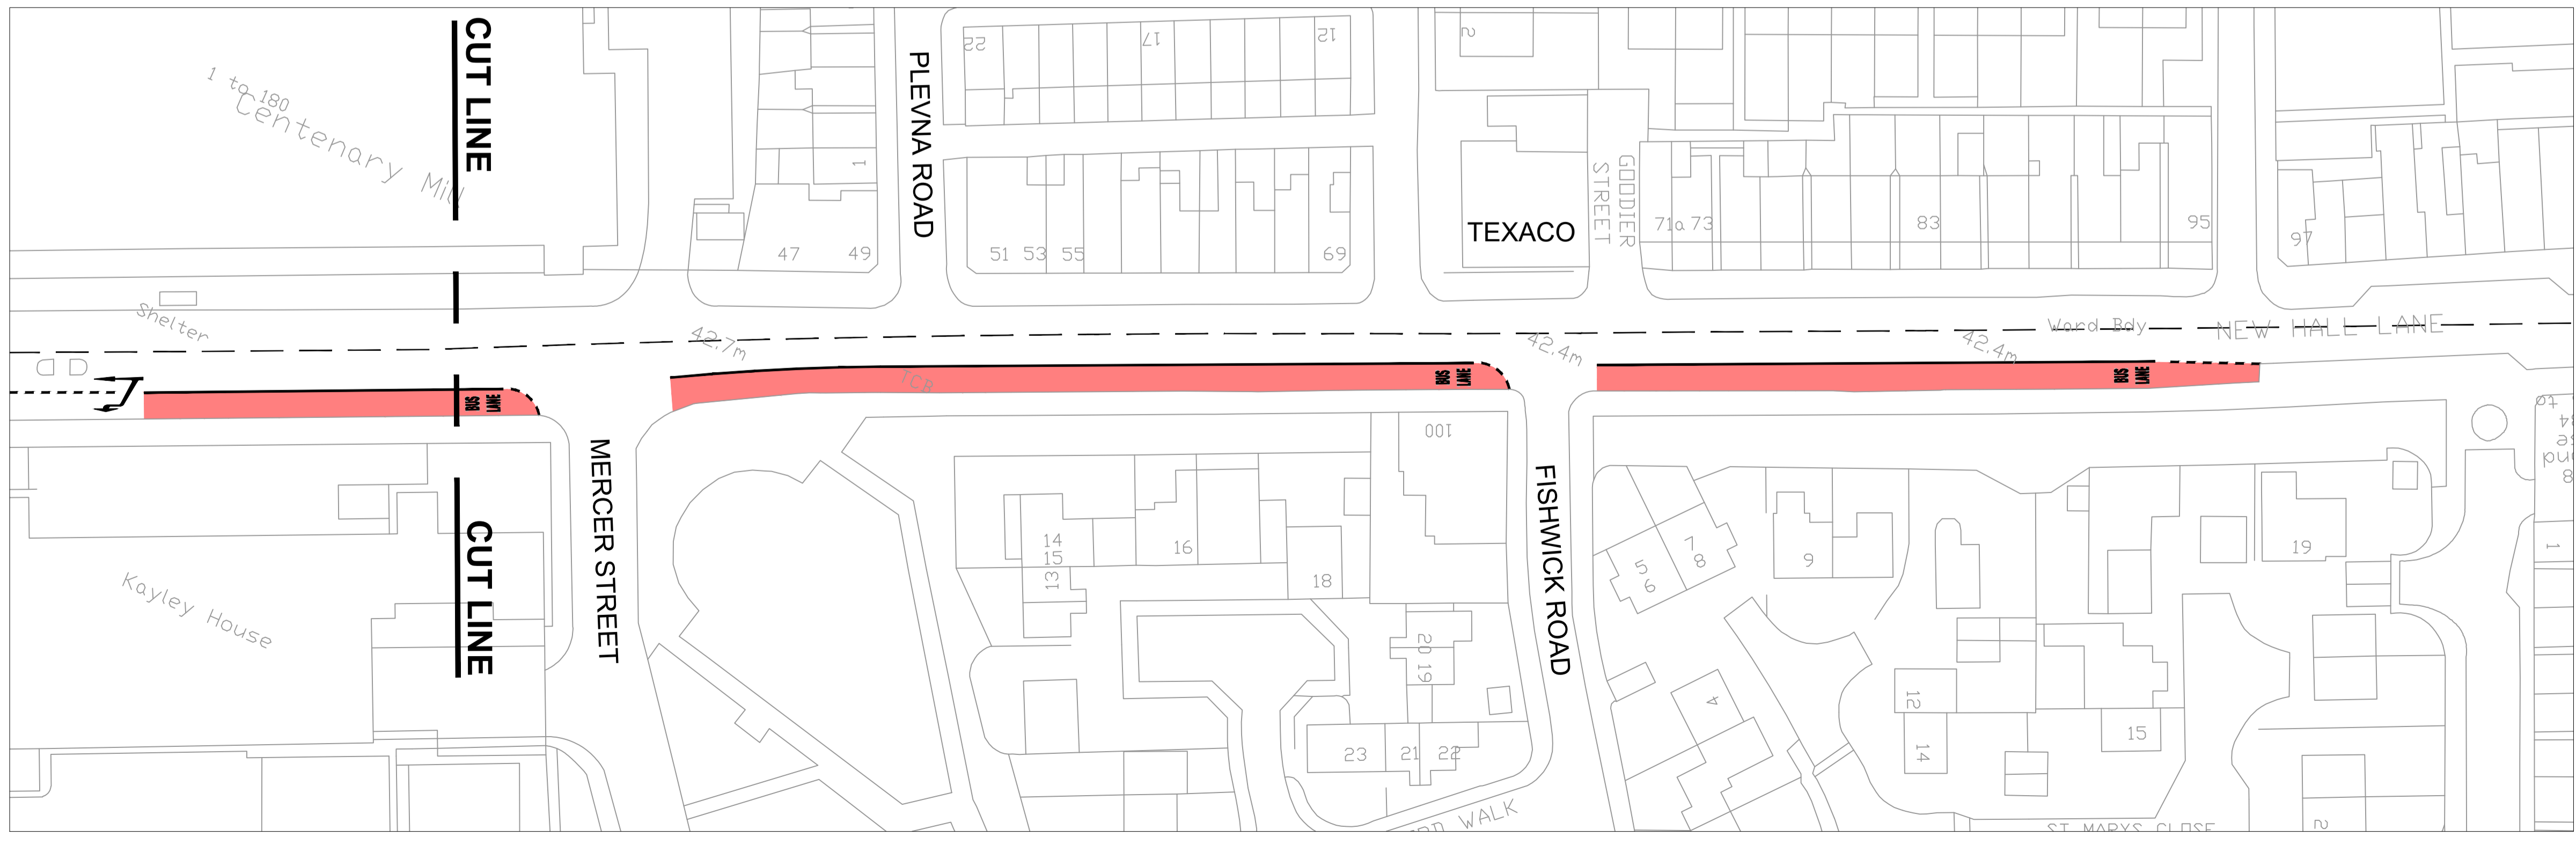 CUT LINE
1 to 180
Centenary Mill
22
17
12
2
PLEVNA ROAD
1
47
49
51
53
55
69
TEXACO
GOODIER
STREET
71a
73
83
95
97
Shelter
42.7m
42.4m
42.4m
Ward Bdy
NEW HALL LANE
TCB
BUS
LANE
BUS
LANE
BUS
LANE
MERCER STREET
FISHWICK ROAD
CUT LINE
Kayley House
100
14
15
13
16
18
20
19
23
21
22
5
6
7
8
9
4
12
14
15
19
1
2
ST MARYS CLOSE
WALK
to